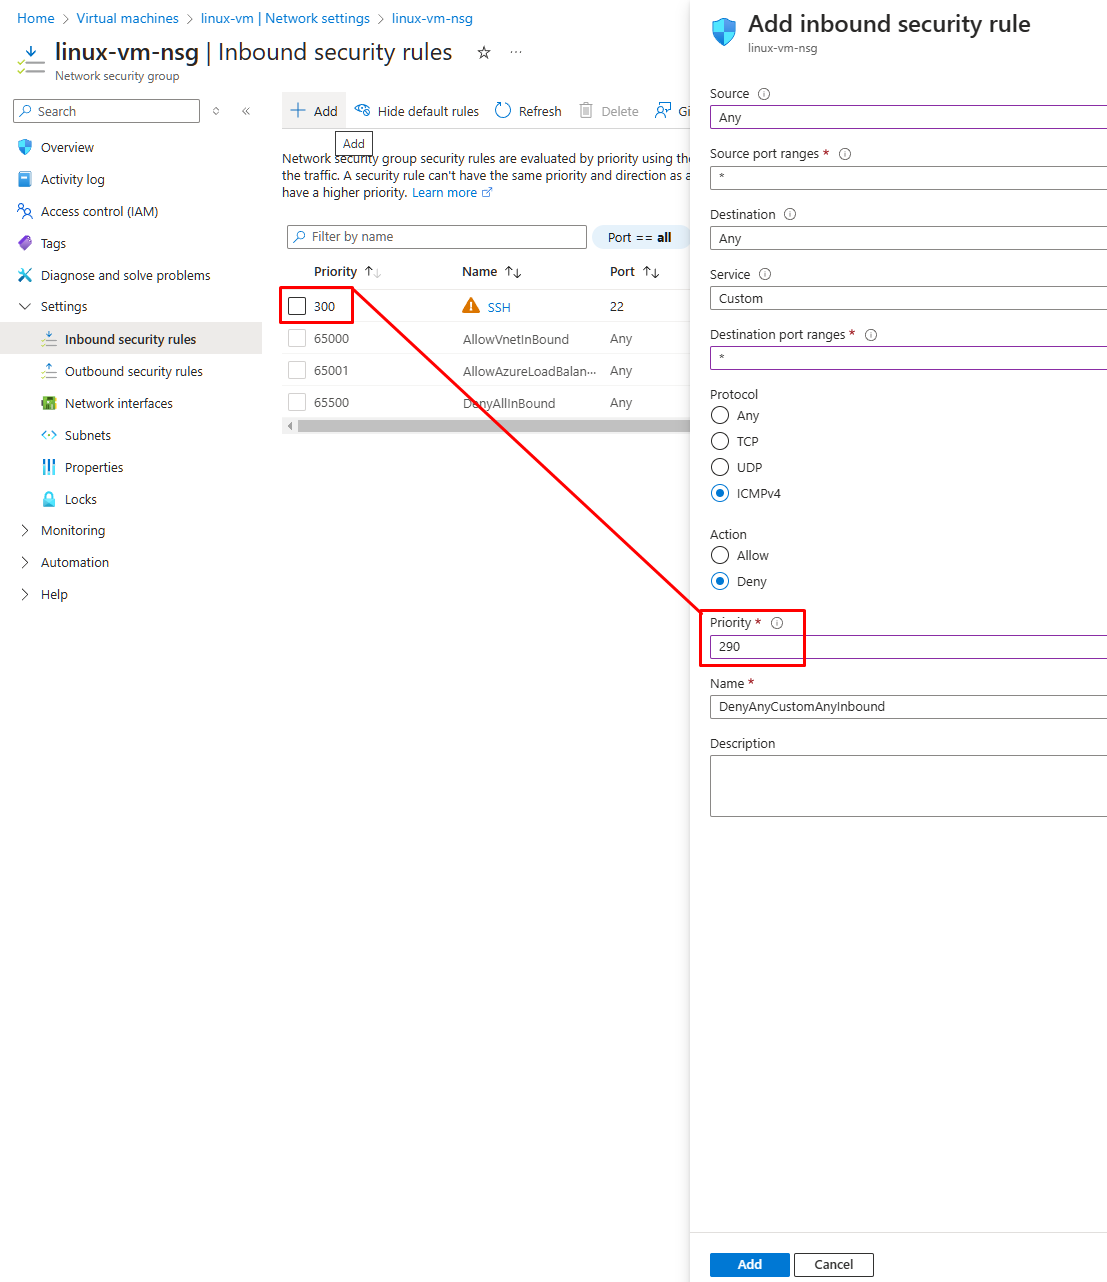 Home > Virtual machines > linux-vm | Network settings > linux-vm-nsg
linux-vm-nsg | Inbound security rules
Network security group
Search
Overview
Activity log
Access control (IAM)
Tags
Diagnose and solve problems
Settings
Inbound security rules
Outbound security rules
Network interfaces
Subnets
Properties
Locks
Monitoring
Automation
Help
Add Hide default rules Refresh Delete Gi
Add
Network security group security rules are evaluated by priority using the
the traffic. A security rule can't have the same priority and direction as a
have a higher priority. Learn more
Filter by name
Port == all
Priority Name Port
300 SSH 22
65000 AllowVnetInBound Any
65001 AllowAzureLoadBalan... Any
65500 DenyAllInBound Any
Add inbound security rule
linux-vm-nsg
Source
Any
Source port ranges *
*
Destination
Any
Service
Custom
Destination port ranges *
*
Protocol
Any
TCP
UDP
ICMPv4
Action
Allow
Deny
Priority *
290
Name *
DenyAnyCustomAnyInbound
Description
Add Cancel